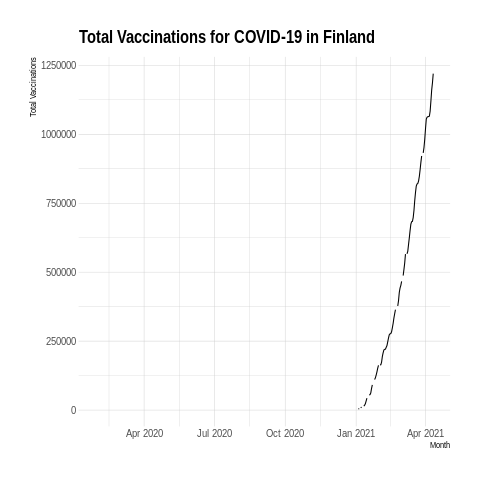 Total Vaccinations for COVID-19 in Finland
Total Vaccinations
1250000
1000000
750000
500000
250000
0
Apr 2020 Jul 2020 Oct 2020 Jan 2021 Apr 2021
Month